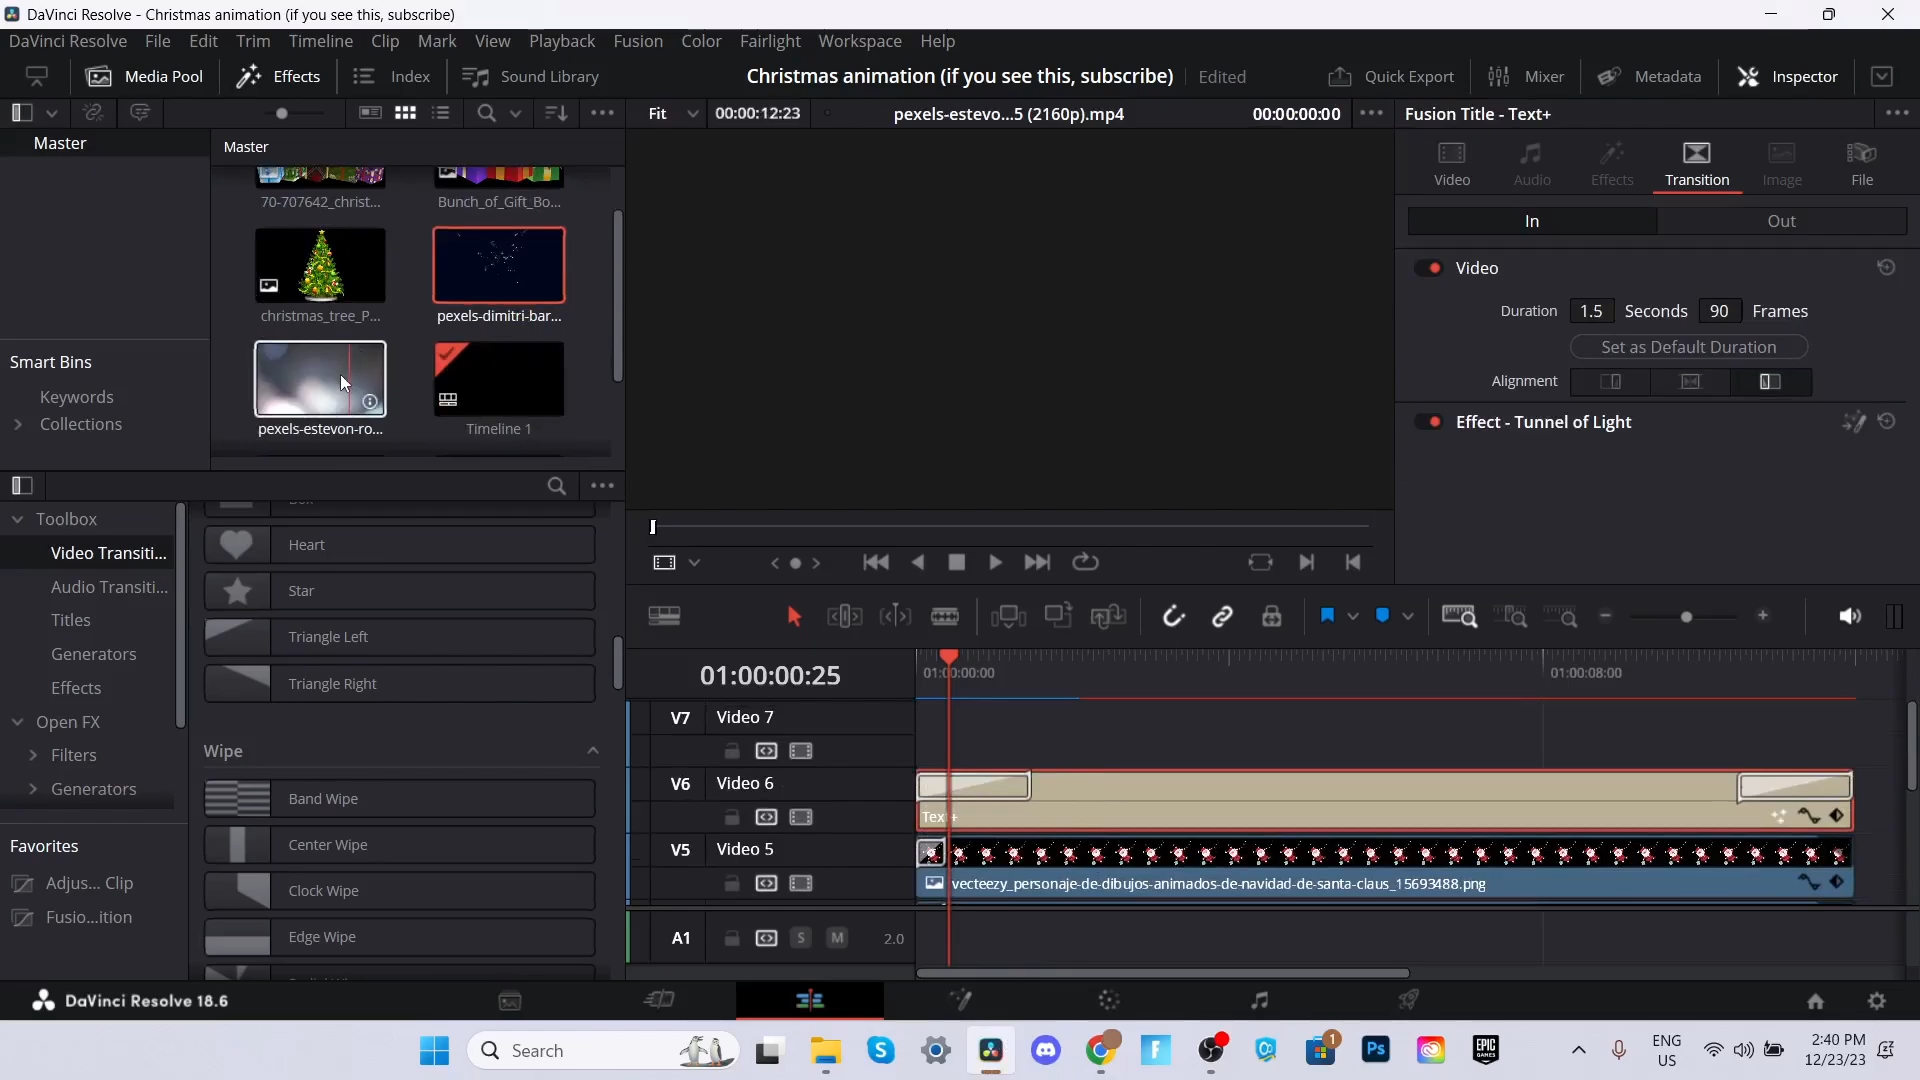 DaVinci Resolve - Christmas animation (if you see this, subscribe)
DaVinci Resolve File Edit Trim Timeline Clip Mark View Playback Fusion Color Fairlight Workspace Help
Media Pool Effects Index Sound Library Christmas animation (if you see this, subscribe) Edited Quick Export Mixer Metadata Inspector
Fit 00:00:12:23 pexels-estevo...5 (2160p).mp4 00:00:00:00 Fusion Title - Text+
Master Master
70-707642_christ... Bunch_of_Gift_Bo...
christmas_tree_P... pexels-dimitri-bar...
pexels-estevon-ro... Timeline 1
Smart Bins
Keywords
Collections
Video Audio Effects Transition Image File
In Out
Video
Duration 1.5 Seconds 90 Frames
Set as Default Duration
Alignment
Effect - Tunnel of Light
Toolbox
Video Transiti...
Audio Transiti...
Titles
Generators
Effects
Open FX
Filters
Generators
Favorites
Adjus... Clip
Fusio...ition
Heart
Star
Triangle Left
Triangle Right
Wipe
Band Wipe
Center Wipe
Clock Wipe
Edge Wipe
01:00:00:25 01:00:00:00 01:00:08:00
V7 Video 7
V6 Video 6
Text+
V5 Video 5
vecteezy_personaje-de-dibujos-animados-de-navidad-de-santa-claus_15693488.png
A1 S M 2.0
DaVinci Resolve 18.6
Search
Ps
EPIC
GAMES
1
ENG
US
2:40 PM
12/23/23